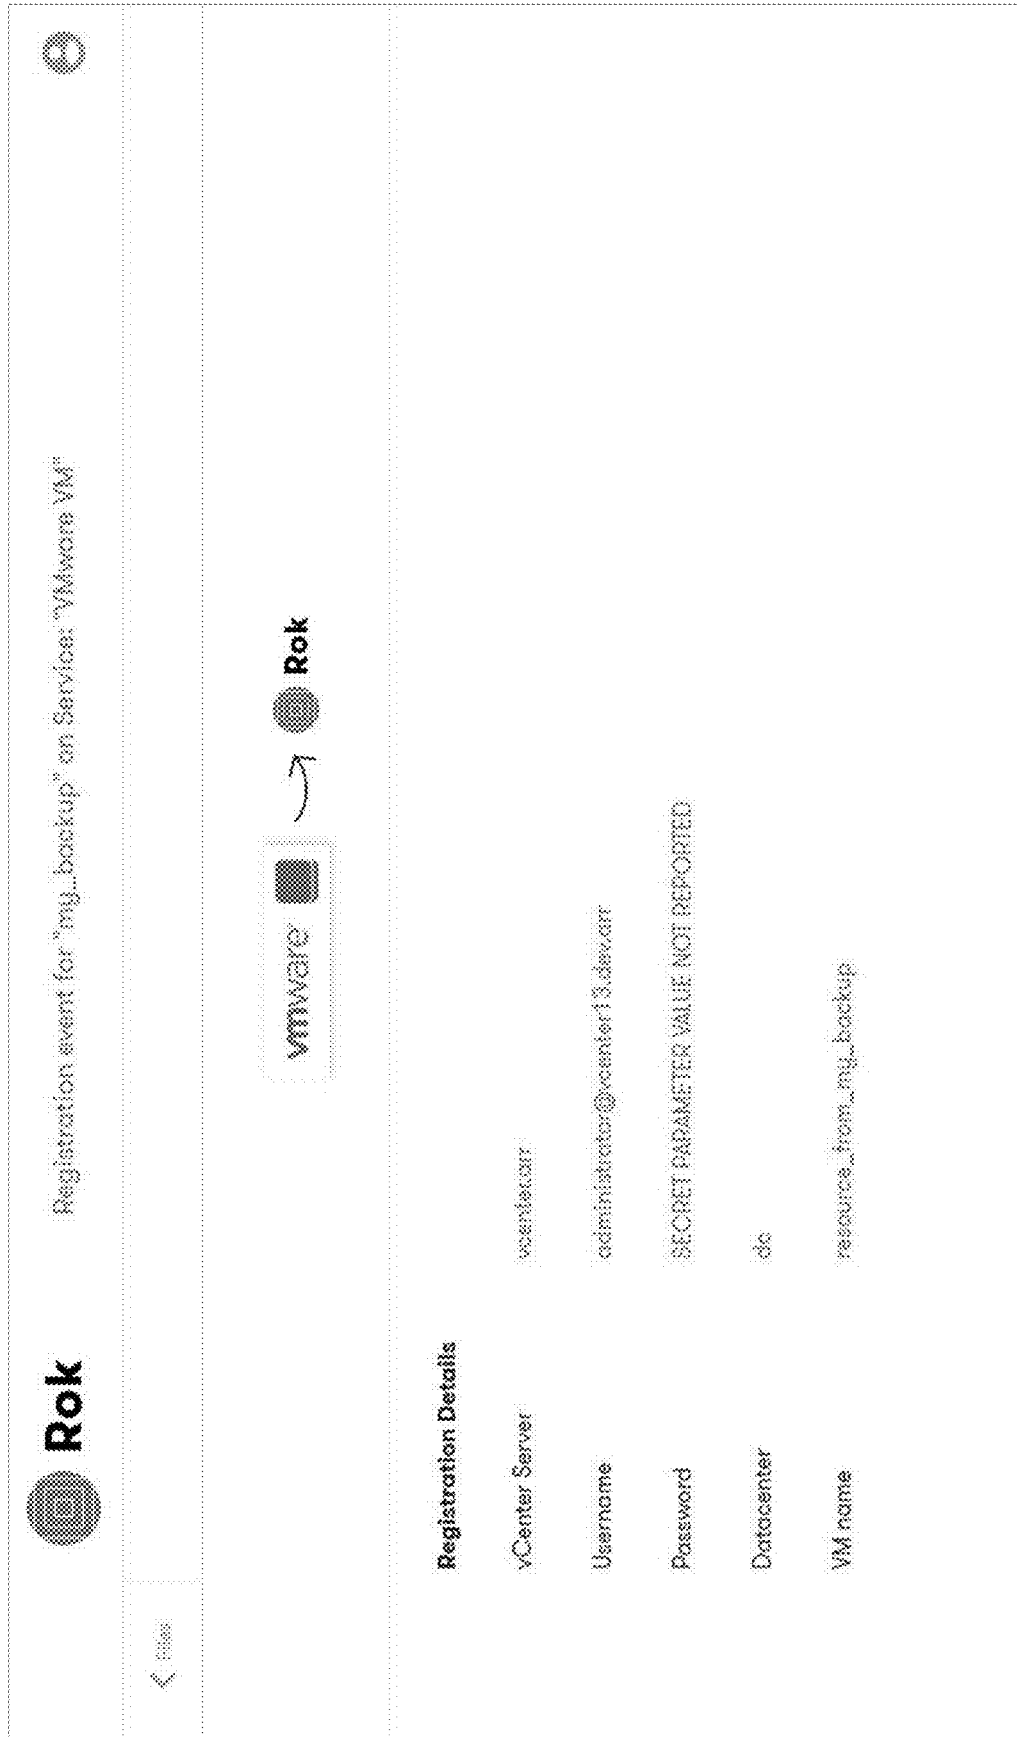 Rok
Registration event for "my_backup" on Service: "VMware VM"
Files
vmware
Rok
Registration Details
vCenter Server vcenter.arr
Username administrator@vcenter13.dev.arr
Password SECRET PARAMETER VALUE NOT REPORTED
Datacenter dc
VM name resource_from_my_backup